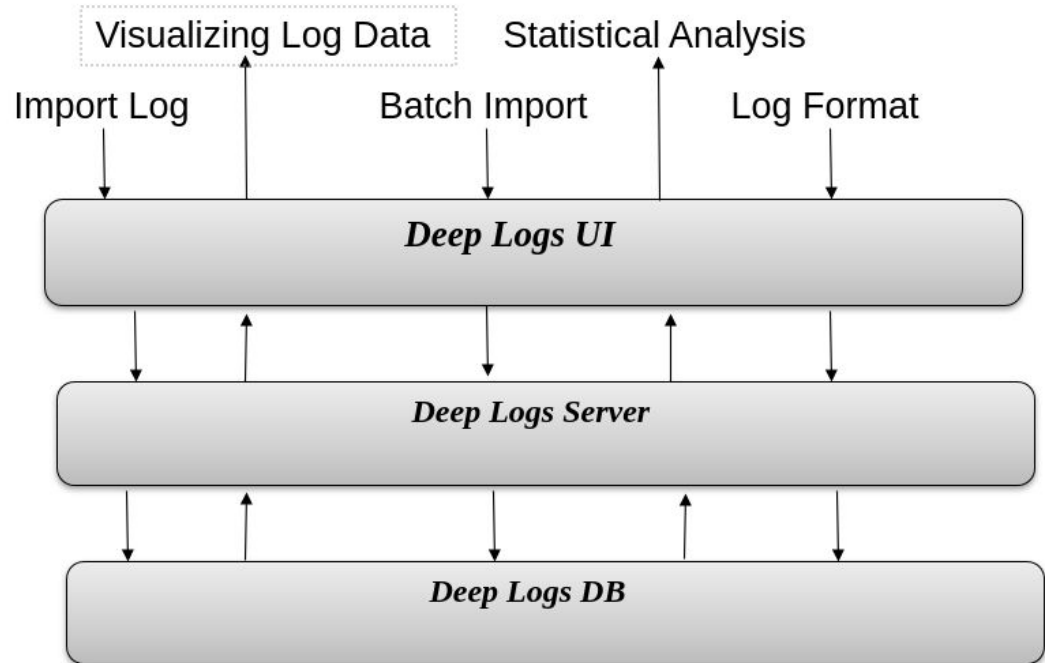 Visualizing Log Data
Statistical Analysis
Import Log
Batch Import
Log Format
Deep Logs UI
Deep Logs Server
Deep Logs DB